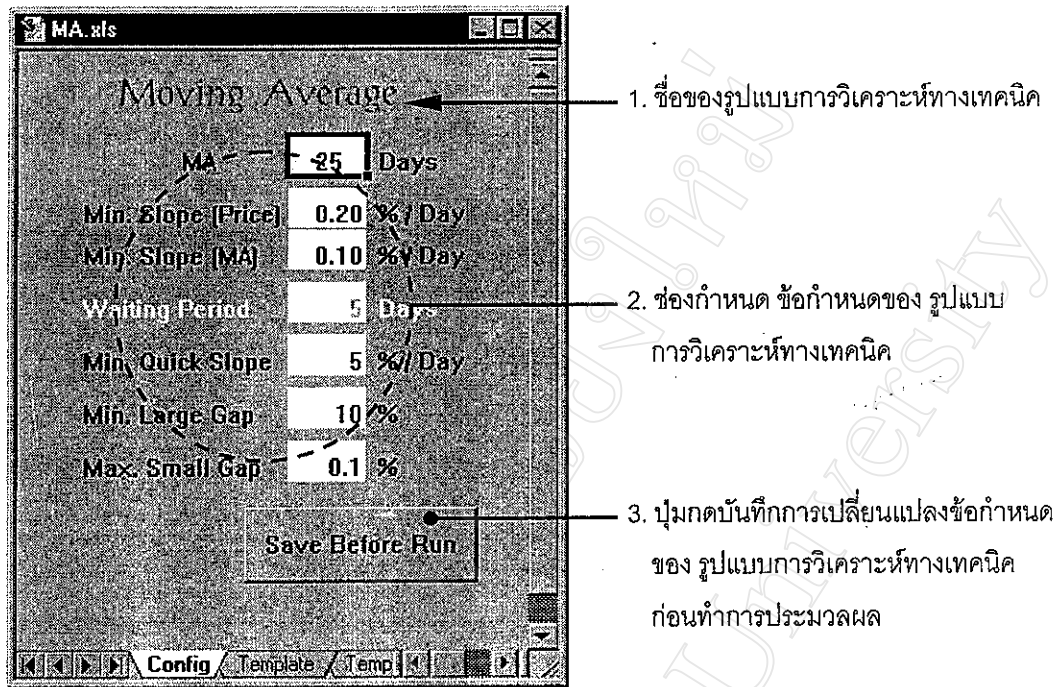 MA.xls
Moving Average
MA 25 Days
Min. Slope (Price) 0.20 % / Day
Min. Slope (MA) 0.10 % / Day
Waiting Period 5 Days
Min. Quick Slope 5 % / Day
Min. Large Gap 10 %
Max. Small Gap 0.1 %
Save Before Run
Config Template Temp
1. ชื่อของรูปแบบการวิเคราะห์ทางเทคนิค
2. ช่องกำหนด ข้อกำหนดของ รูปแบบ
การวิเคราะห์ทางเทคนิค
3. ปุ่มกดบันทึกการเปลี่ยนแปลงข้อกำหนด
ของ รูปแบบการวิเคราะห์ทางเทคนิค
ก่อนทำการประมวลผล
University